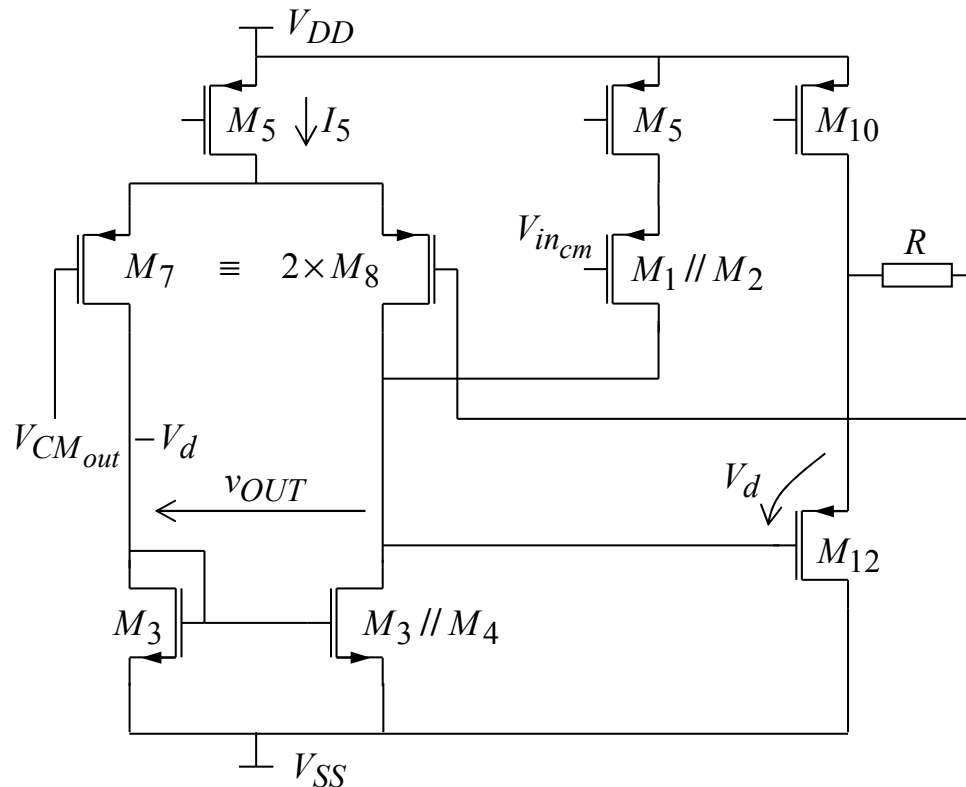 V_DD
M_5
I_5
M_5
M_10
M_7 ≡ 2×M_8
V_in_cm
M_1 // M_2
R
V_CM_out
−V_d
v_OUT
V_d
M_12
M_3
M_3 // M_4
V_SS